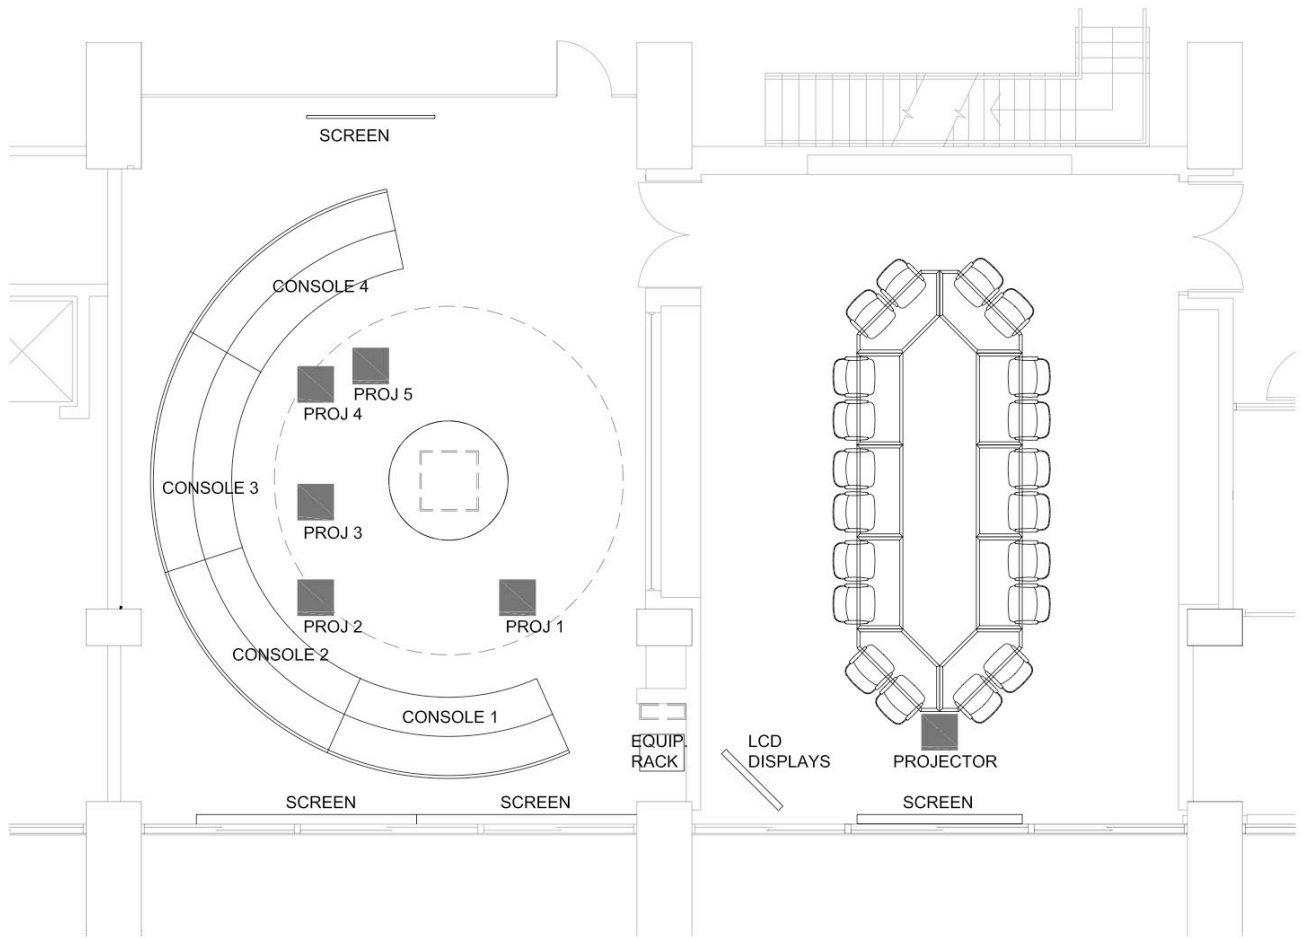 SCREEN
CONSOLE 4
PROJ 5
PROJ 4
CONSOLE 3
PROJ 3
PROJ 2
PROJ 1
CONSOLE 2
CONSOLE 1
EQUIP.
RACK
LCD
DISPLAYS
PROJECTOR
SCREEN
SCREEN
SCREEN